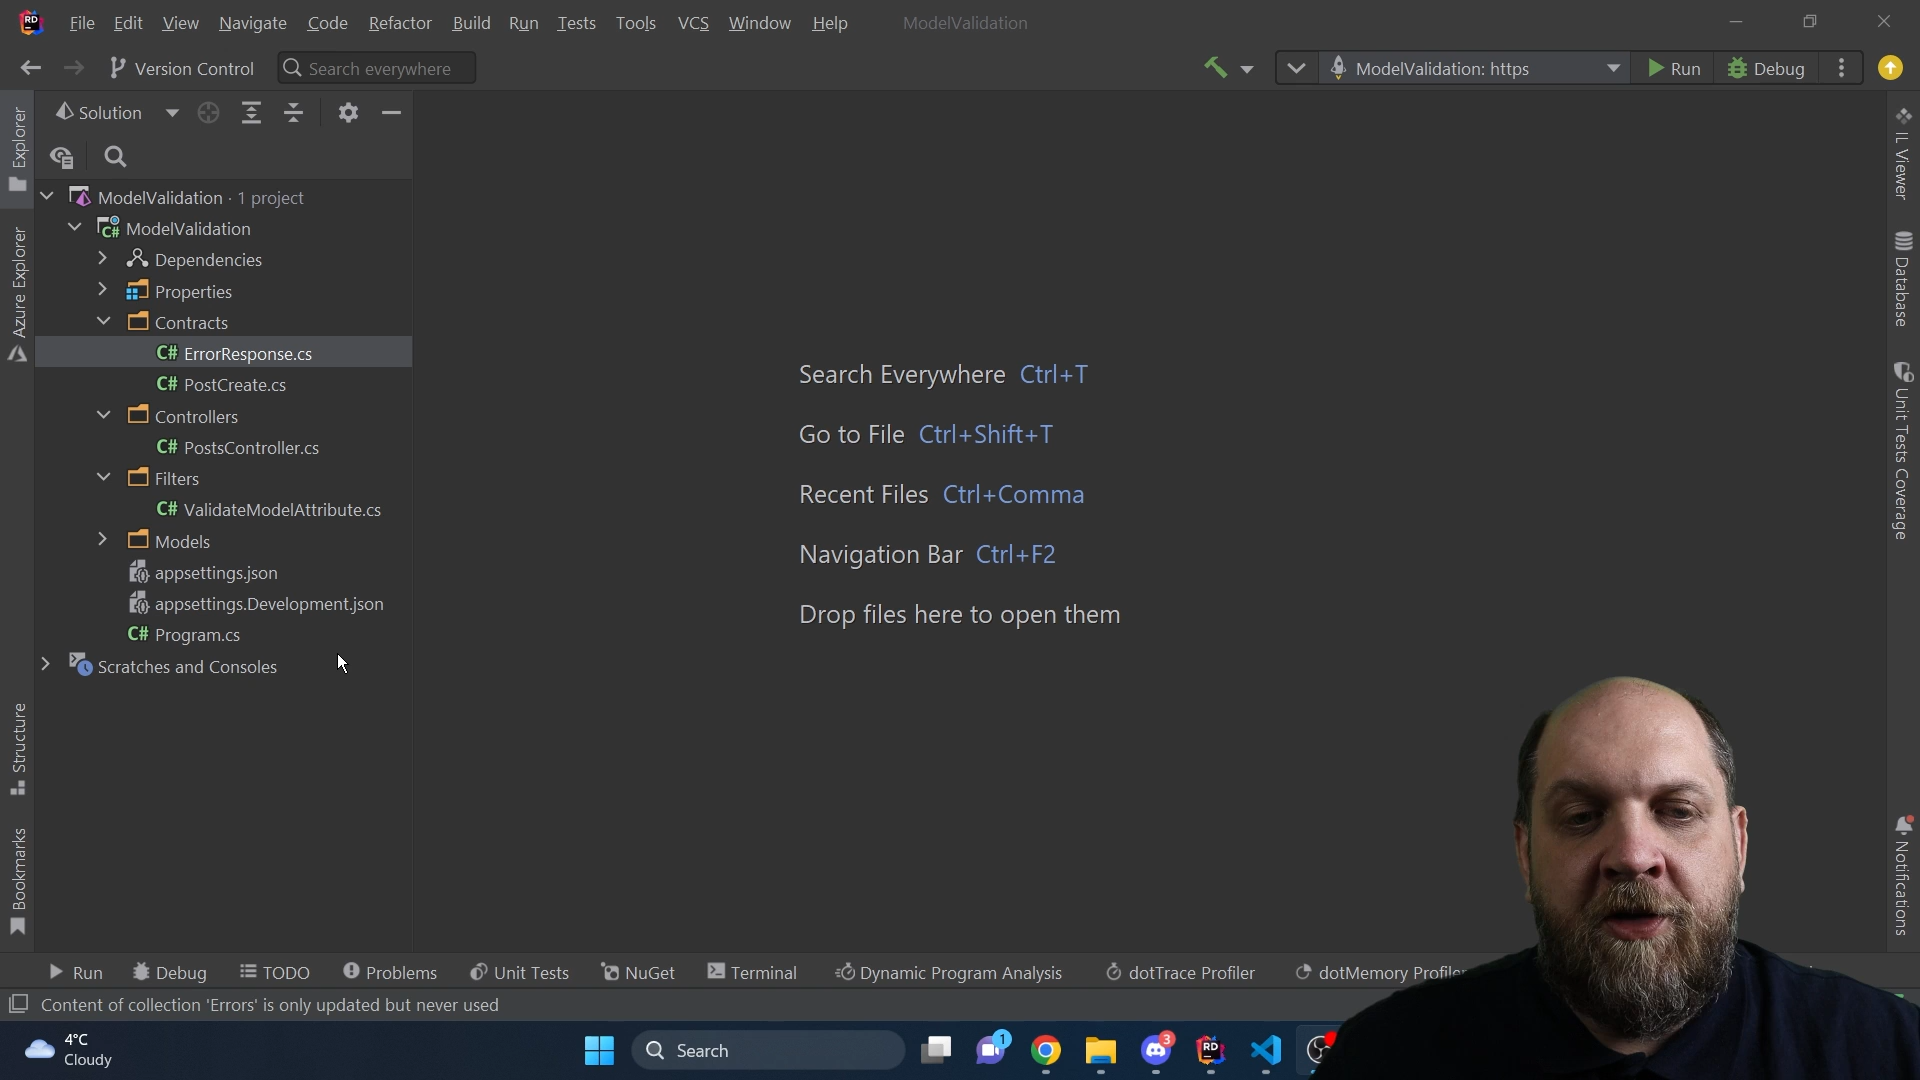 RD
File Edit View Navigate Code Refactor Build Run Tests Tools VCS Window Help ModelValidation
Version Control Search everywhere ModelValidation: https Run Debug
Solution
Explorer
Azure Explorer
Structure
Bookmarks
ModelValidation · 1 project
C# ModelValidation
Dependencies
Properties
Contracts
C# ErrorResponse.cs
C# PostCreate.cs
Controllers
C# PostsController.cs
Filters
C# ValidateModelAttribute.cs
Models
appsettings.json
appsettings.Development.json
C# Program.cs
Scratches and Consoles
Search Everywhere Ctrl+T
Go to File Ctrl+Shift+T
Recent Files Ctrl+Comma
Navigation Bar Ctrl+F2
Drop files here to open them
IL Viewer
Database
Unit Tests Coverage
Notifications
Run Debug TODO Problems Unit Tests NuGet Terminal Dynamic Program Analysis dotTrace Profiler dotMemory Profiler
Content of collection 'Errors' is only updated but never used
4°C
Cloudy
Search
1
3
RD